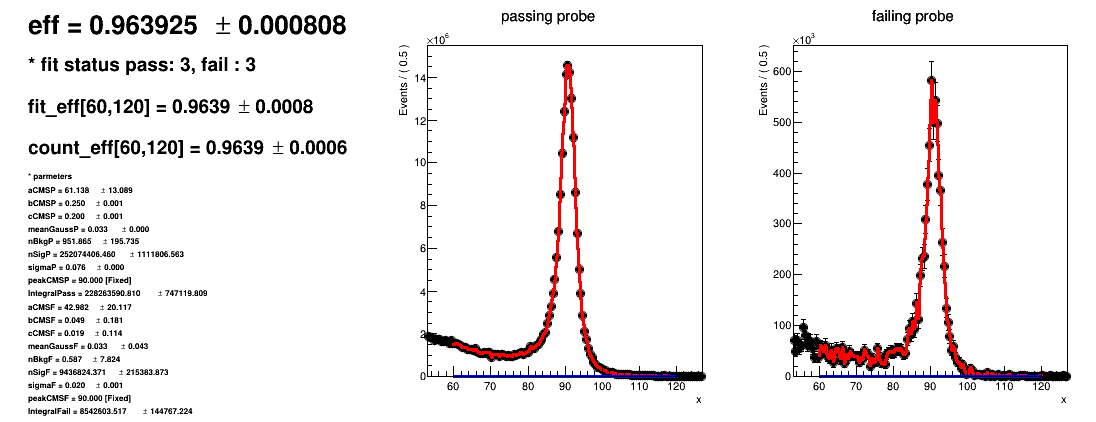 eff = 0.963925 ± 0.000808
* fit status pass: 3, fail : 3
fit_eff[60,120] = 0.9639 ± 0.0008
count_eff[60,120] = 0.9639 ± 0.0006
* parmeters
aCMSP = 61.138 ± 13.089
bCMSP = 0.250 ± 0.001
cCMSP = 0.200 ± 0.001
meanGaussP = 0.033 ± 0.000
nBkgP = 951.865 ± 195.735
nSigP = 252074406.460 ± 1111806.563
sigmaP = 0.076 ± 0.000
peakCMSP = 90.000 [Fixed]
IntegralPass = 228263590.810 ± 747119.809
aCMSF = 42.982 ± 20.117
bCMSF = 0.049 ± 0.181
cCMSF = 0.019 ± 0.114
meanGaussF = 0.033 ± 0.043
nBkgF = 0.587 ± 7.824
nSigF = 9436824.371 ± 215383.873
sigmaF = 0.020 ± 0.001
peakCMSF = 90.000 [Fixed]
IntegralFail = 8542603.517 ± 144767.224
passing probe
×10⁶
Events / ( 0.5 )
14
12
10
8
6
4
2
0
60 70 80 90 100 110 120
x
failing probe
×10³
Events / ( 0.5 )
600
500
400
300
200
100
0
60 70 80 90 100 110 120
x